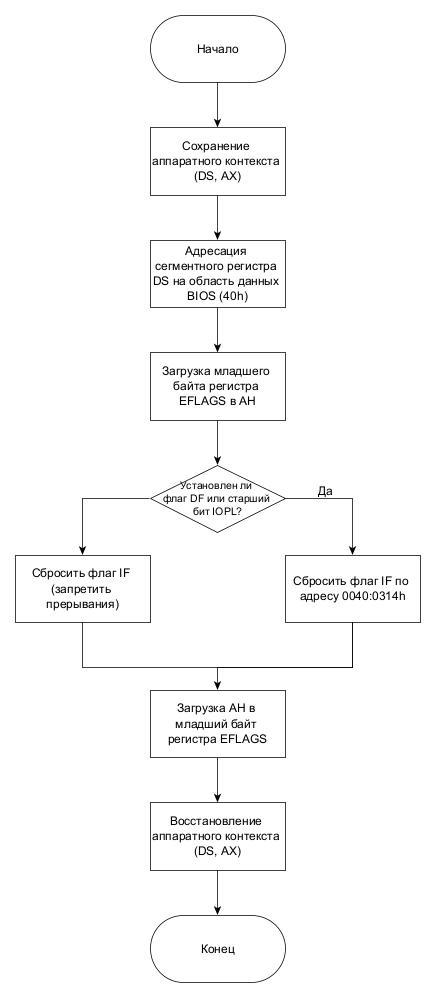 Начало
Сохранение
аппаратного контекста
(DS, AX)
Адресация
сегментного регистра
DS на область данных
BIOS (40h)
Загрузка младшего
байта регистра
EFLAGS в AH
Установлен ли
флаг DF или старший
бит IOPL?
Да
Сбросить флаг IF
(запретить
прерывания)
Сбросить флаг IF по
адресу 0040:0314h
Загрузка AH в
младший байт
регистра EFLAGS
Восстановление
аппаратного контекста
(DS, AX)
Конец